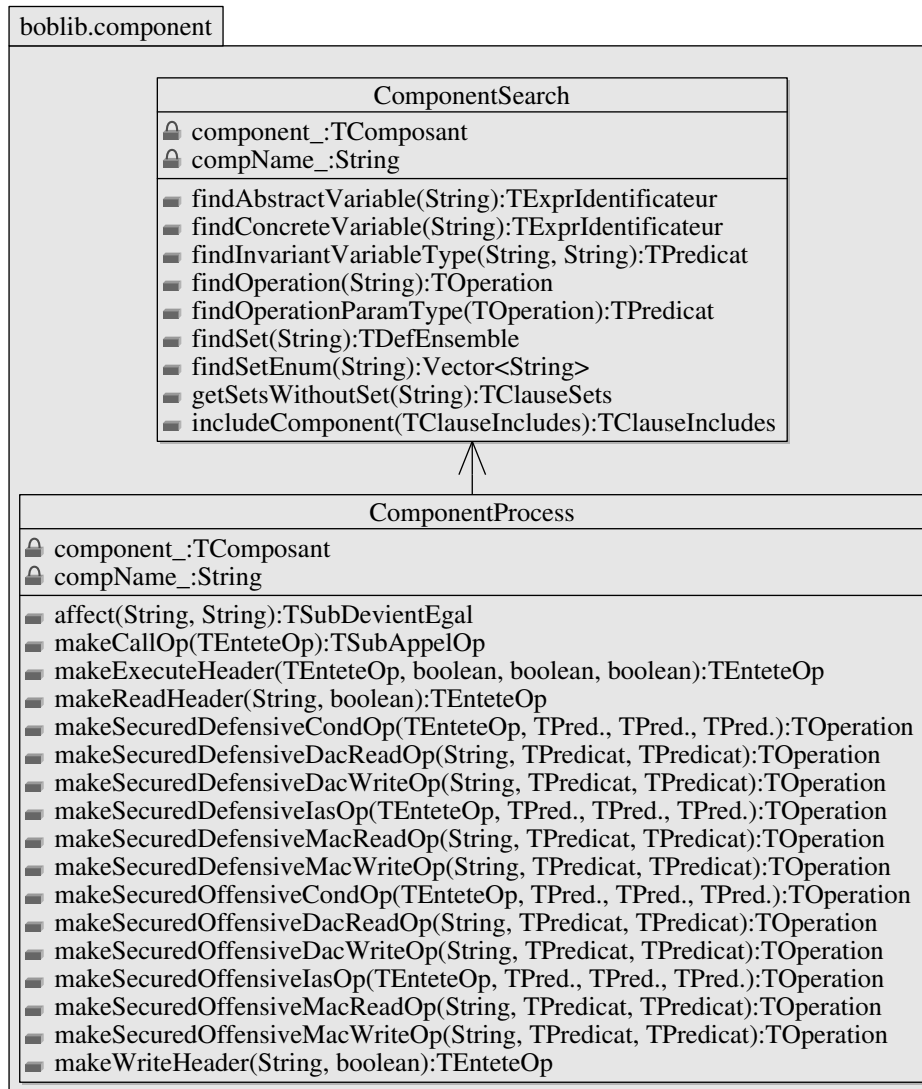 boblib.component
ComponentSearch
component_:TComposant
compName_:String
findAbstractVariable(String):TExprIdentificateur
findConcreteVariable(String):TExprIdentificateur
findInvariantVariableType(String, String):TPredicat
findOperation(String):TOperation
findOperationParamType(TOperation):TPredicat
findSet(String):TDefEnsemble
findSetEnum(String):Vector<String>
getSetsWithoutSet(String):TClauseSets
includeComponent(TClauseIncludes):TClauseIncludes
ComponentProcess
component_:TComposant
compName_:String
affect(String, String):TSubDevientEgal
makeCallOp(TEnteteOp):TSubAppelOp
makeExecuteHeader(TEnteteOp, boolean, boolean, boolean):TEnteteOp
makeReadHeader(String, boolean):TEnteteOp
makeSecuredDefensiveCondOp(TEnteteOp, TPred., TPred., TPred.):TOperation
makeSecuredDefensiveDacReadOp(String, TPredicat, TPredicat):TOperation
makeSecuredDefensiveDacWriteOp(String, TPredicat, TPredicat):TOperation
makeSecuredDefensiveIasOp(TEnteteOp, TPred., TPred., TPred.):TOperation
makeSecuredDefensiveMacReadOp(String, TPredicat, TPredicat):TOperation
makeSecuredDefensiveMacWriteOp(String, TPredicat, TPredicat):TOperation
makeSecuredOffensiveCondOp(TEnteteOp, TPred., TPred., TPred.):TOperation
makeSecuredOffensiveDacReadOp(String, TPredicat, TPredicat):TOperation
makeSecuredOffensiveDacWriteOp(String, TPredicat, TPredicat):TOperation
makeSecuredOffensiveIasOp(TEnteteOp, TPred., TPred., TPred.):TOperation
makeSecuredOffensiveMacReadOp(String, TPredicat, TPredicat):TOperation
makeSecuredOffensiveMacWriteOp(String, TPredicat, TPredicat):TOperation
makeWriteHeader(String, boolean):TEnteteOp